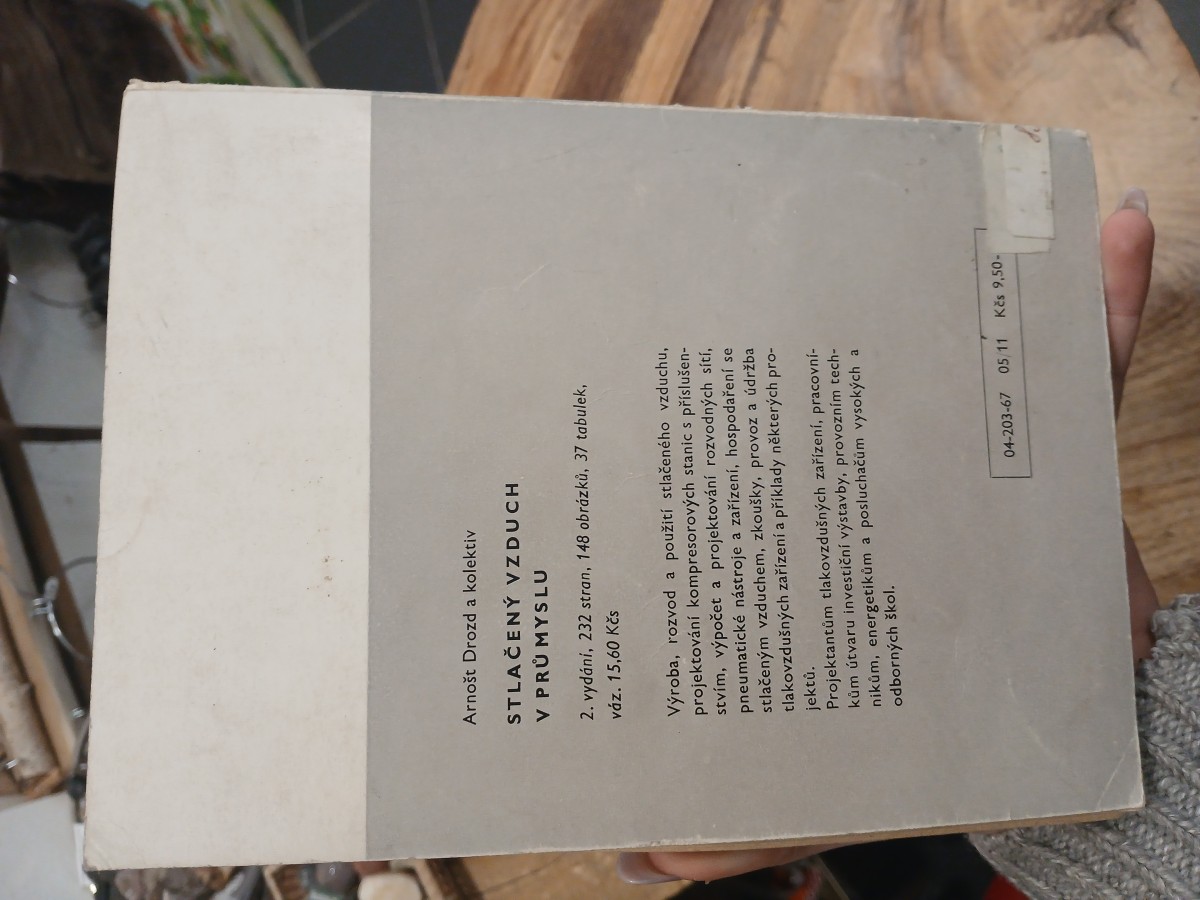 Arnošt Drozd a kolektiv
STLAČENÝ VZDUCH
V PRŮMYSLU
2. vydání, 232 stran, 148 obrázků, 37 tabulek,
váz. 15,60 Kčs
Výroba, rozvod a použití stlačeného vzduchu,
projektování kompresorových stanic s příslušen-
stvím, výpočet a projektování rozvodných sítí,
pneumatické nástroje a zařízení, hospodaření se
stlačeným vzduchem, zkoušky, provoz a údržba
tlakovzdušných zařízení a příklady některých pro-
jektů.
Projektantům tlakovzdušných zařízení, pracovní-
kům útvaru investiční výstavby, provozním tech-
nikům, energetikům a posluchačům vysokých a
odborných škol.
04-203-67 05/11 Kčs 9,50-